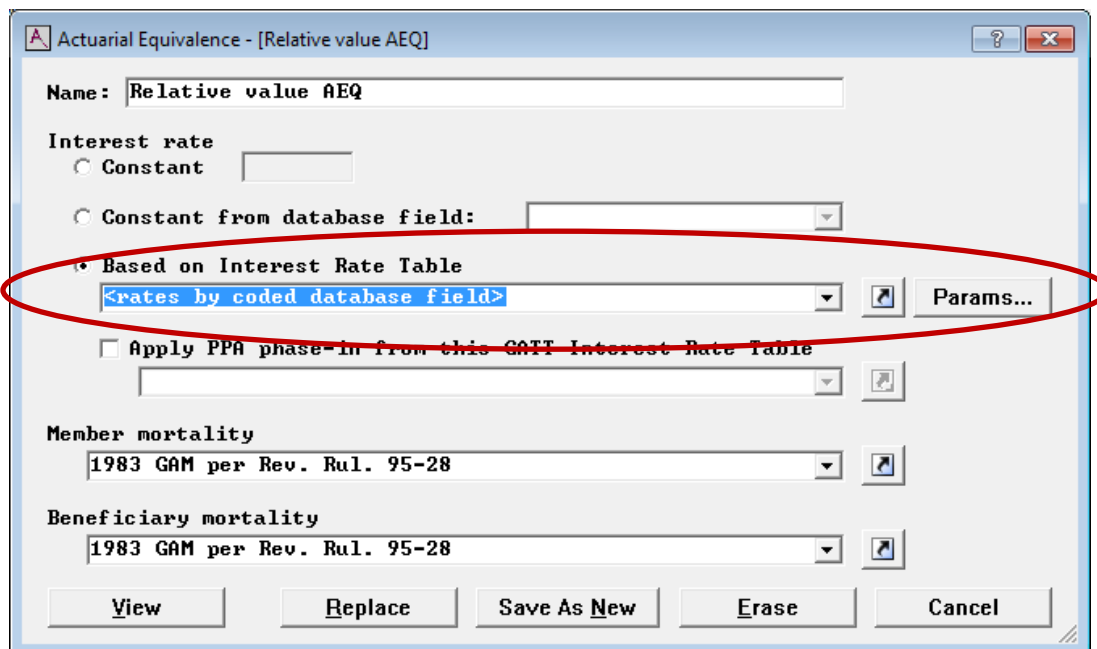 Actuarial Equivalence - [Relative value AEQ]
Name: Relative value AEQ
Interest rate
Constant
Constant from database field:
Based on Interest Rate Table
<rates by coded database field>
Params...
Apply PPA phase-in from this GATT Interest Rate Table
Member mortality
1983 GAM per Rev. Rul. 95-28
Beneficiary mortality
1983 GAM per Rev. Rul. 95-28
View Replace Save As New Erase Cancel